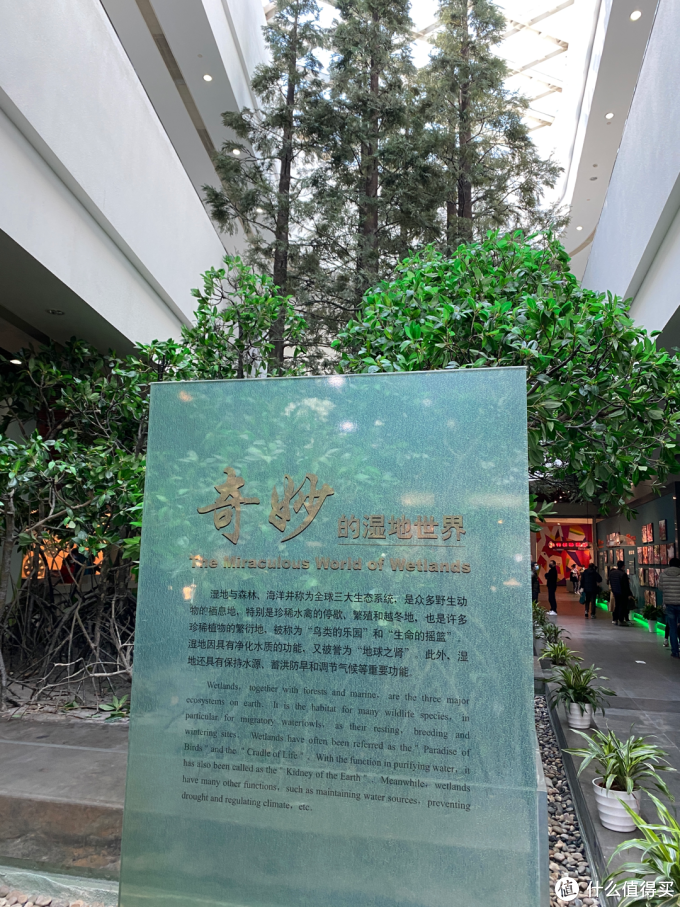 奇妙的湿地世界
The Miraculous World of Wetlands
湿地与森林、海洋并称为全球三大生态系统，是众多野生动
物的栖息地，特别是珍稀水禽的停歇、繁殖和越冬地，也是许多
珍稀植物的繁衍地，被称为“鸟类的乐园”和“生命的摇篮”，
湿地因具有净化水质的功能，又被誉为“地球之肾”。此外，湿
地还具有保持水源、蓄洪防旱和调节气候等重要功能.
Wetlands, together with forests and marine, are the three major
ecosystems on earth. It is the habitat for many wildlife species, in
particular for migratory waterfowls, as their resting, breeding and
wintering sites. Wetlands have often been referred as the " Paradise of
Birds " and the " Cradle of Life ". With the function in purifying water, it
has also been called as the " Kidney of the Earth ". Meanwhile, wetlands
have many other functions, such as maintaining water sources, preventing
drought and regulating climate, etc.
值 什么值得买